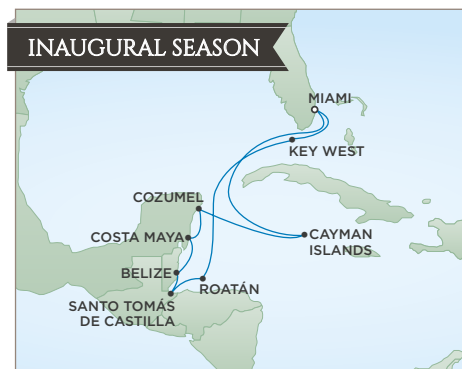 INAUGURAL SEASON
MIAMI
KEY WEST
COZUMEL
COSTA MAYA
CAYMAN
ISLANDS
BELIZE
ROATÁN
SANTO TOMÁS
DE CASTILLA